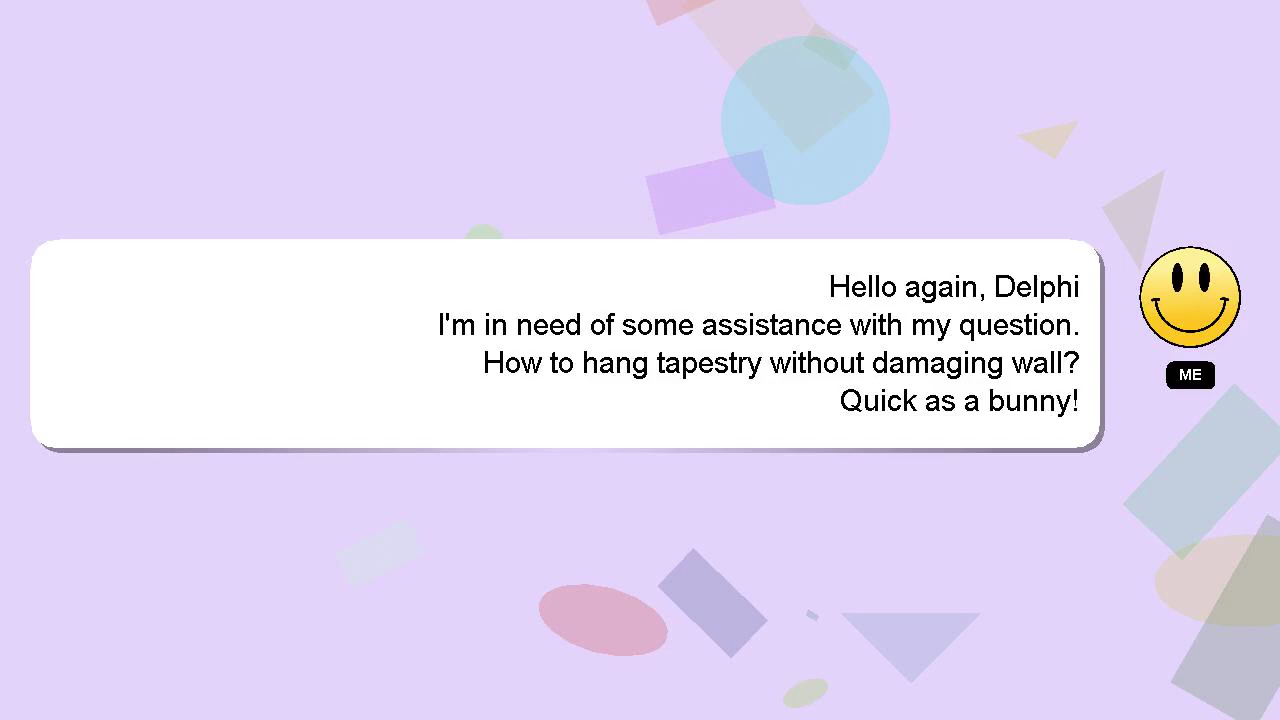 Hello again, Delphi
I'm in need of some assistance with my question.
How to hang tapestry without damaging wall?
Quick as a bunny!
ME